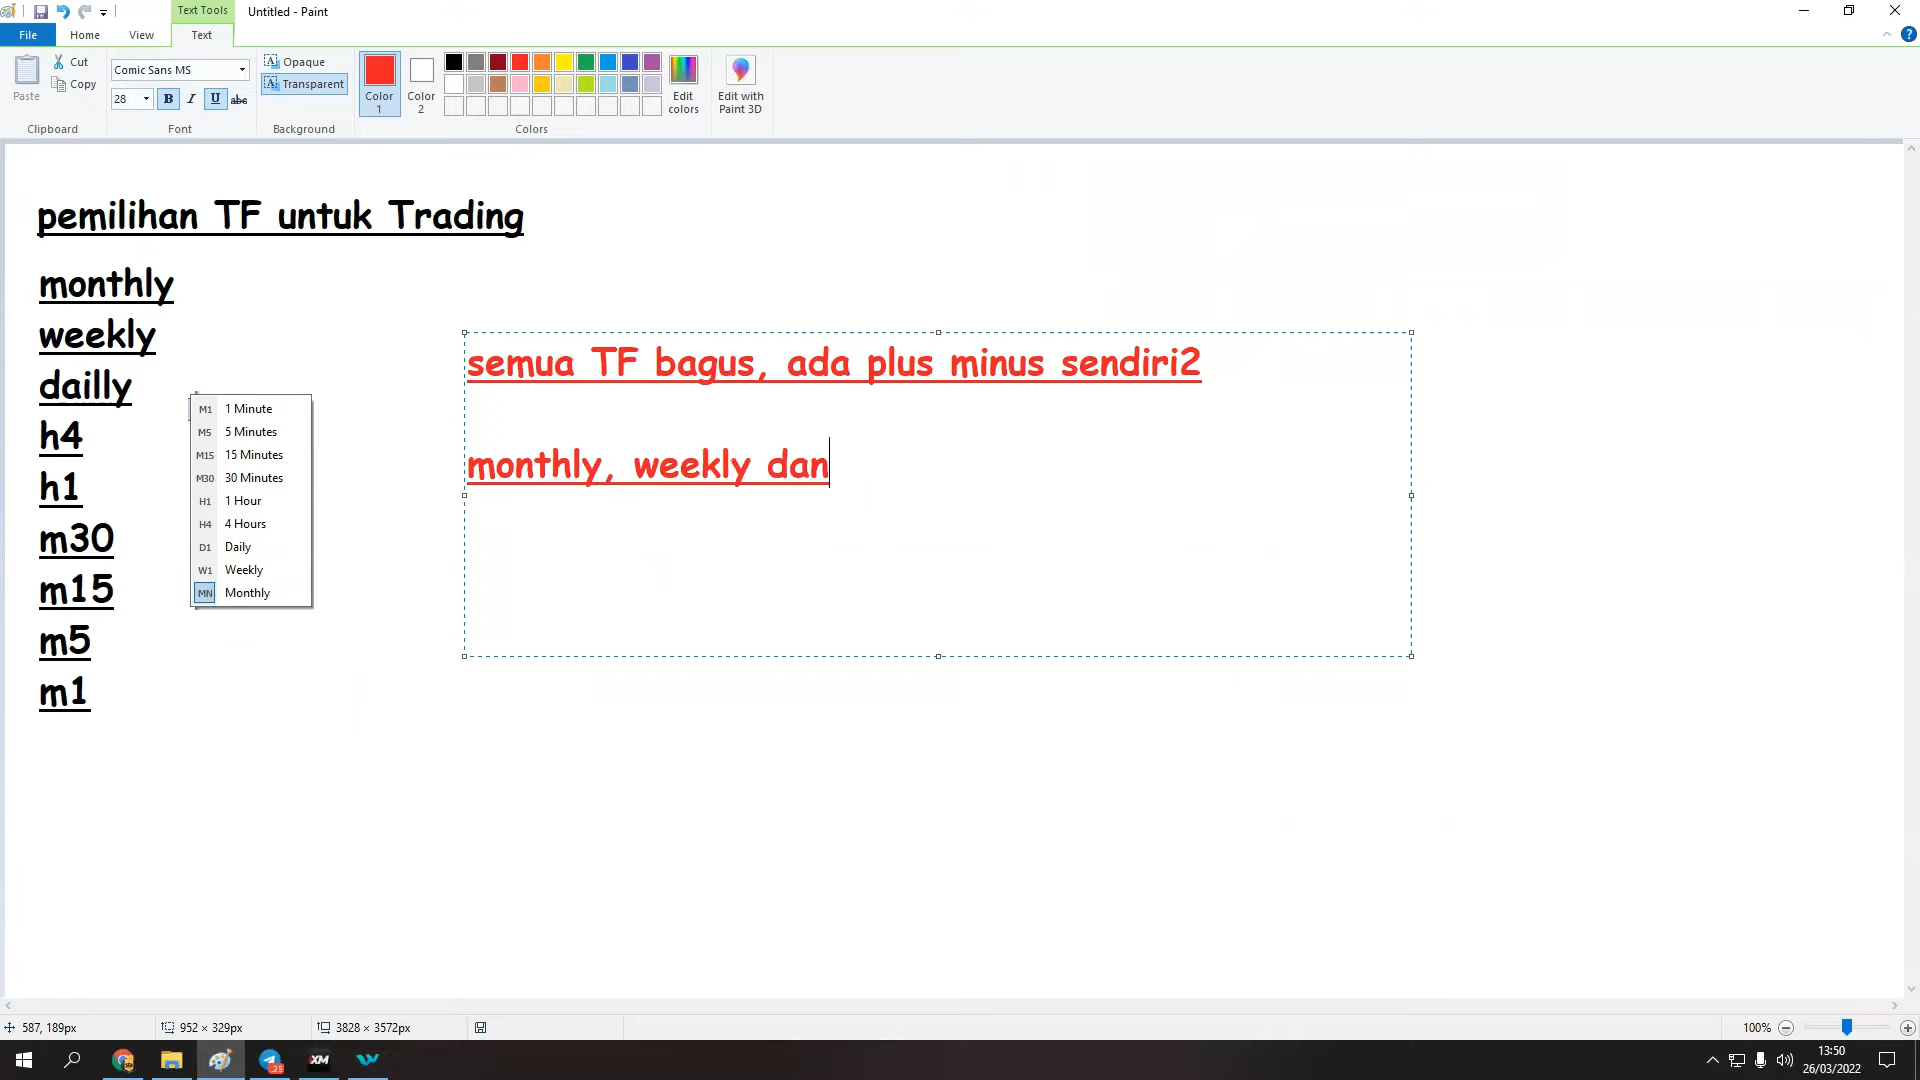 Text Tools
Untitled - Paint
File
Home
View
Text
Paste
Cut
Copy
Clipboard
Comic Sans MS
28
B
I
U
abc
Font
Opaque
Transparent
Background
Color 1
Color 2
Colors
Edit colors
Edit with Paint 3D
pemilihan TF untuk Trading
monthly
weekly
dailly
h4
h1
m30
m15
m5
m1
M1 1 Minute
M5 5 Minutes
M15 15 Minutes
M30 30 Minutes
H1 1 Hour
H4 4 Hours
D1 Daily
W1 Weekly
MN Monthly
semua TF bagus, ada plus minus sendiri2
monthly, weekly dan
587, 189px
952 × 329px
3828 × 3572px
100%
25
XM
13:50
26/03/2022